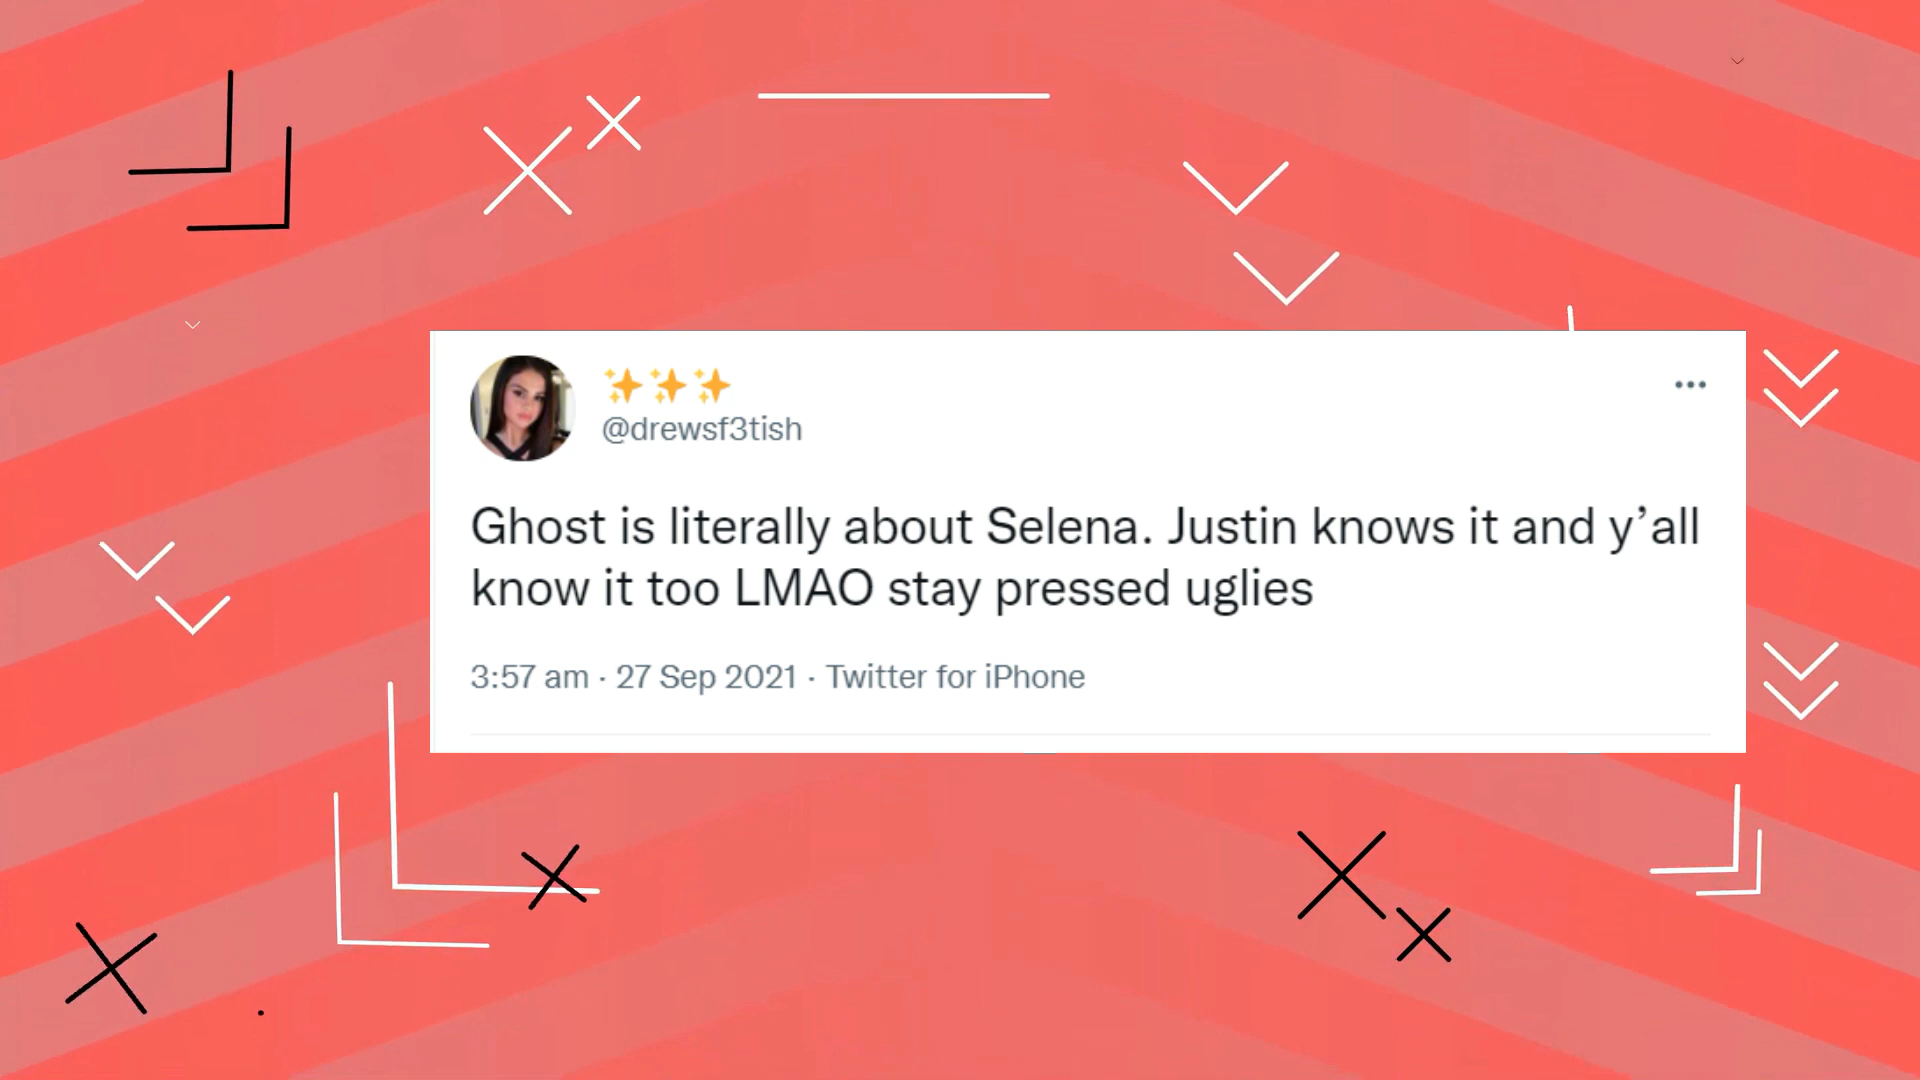 ✨✨✨
@drewsf3tish
Ghost is literally about Selena. Justin knows it and y’all
know it too LMAO stay pressed uglies
3:57 am · 27 Sep 2021 · Twitter for iPhone